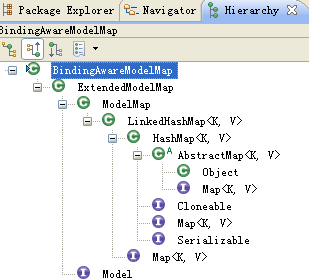 Package Explorer Navigator Hierarchy
BindingAwareModelMap
BindingAwareModelMap
ExtendedModelMap
ModelMap
LinkedHashMap<K, V>
HashMap<K, V>
AbstractMap<K, V>
Object
Map<K, V>
Cloneable
Map<K, V>
Serializable
Map<K, V>
Model